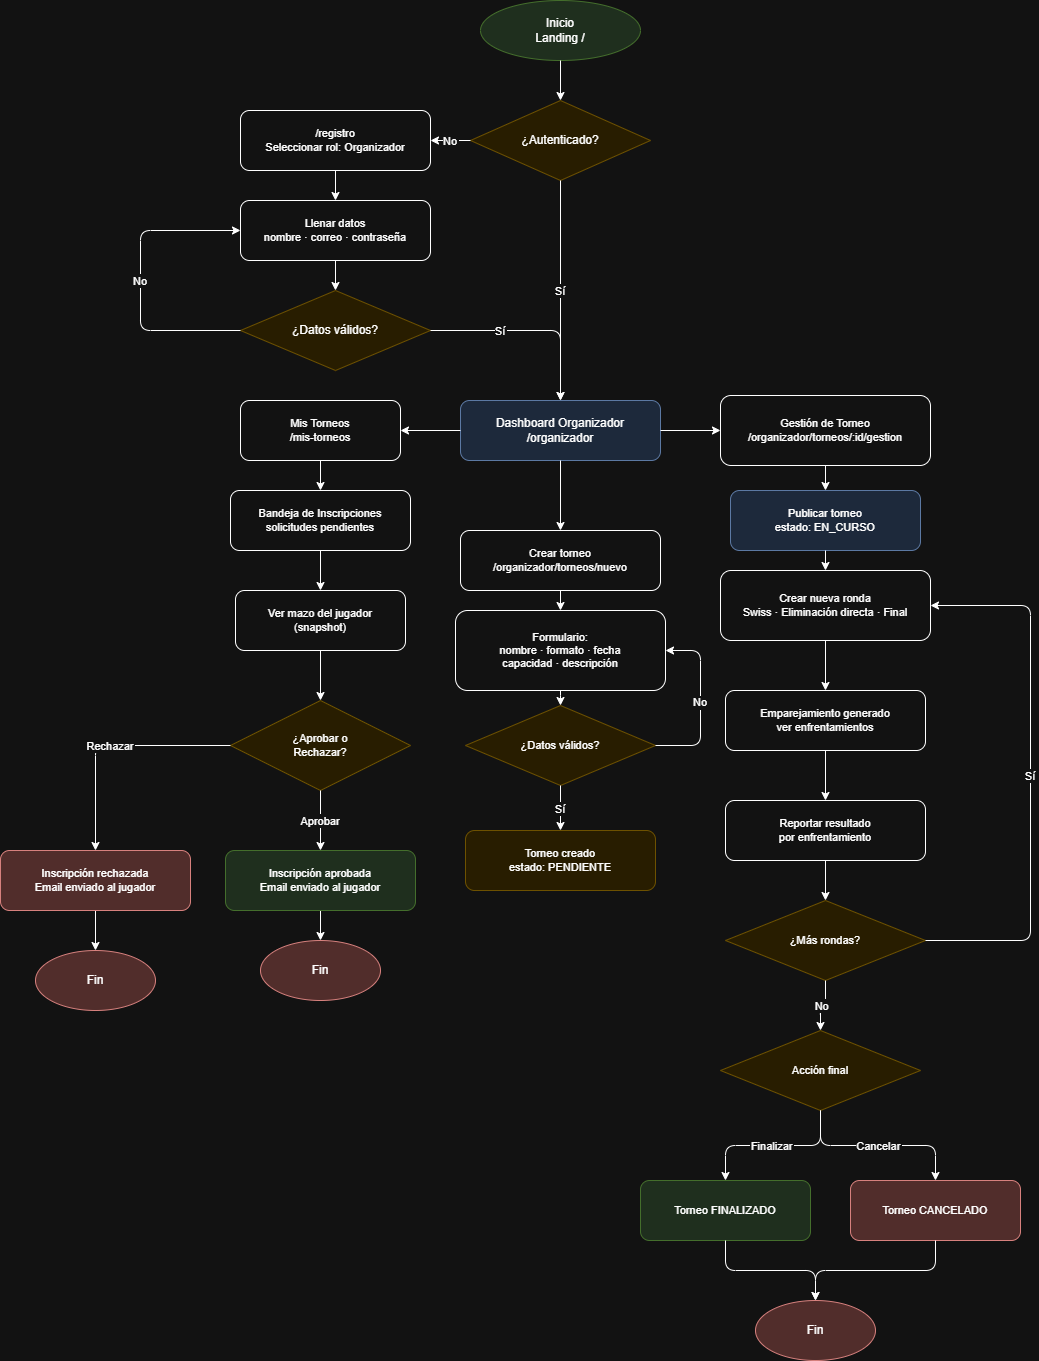 Inicio
Landing /
¿Autenticado?
No
/registro
Seleccionar rol: Organizador
Llenar datos
nombre · correo · contraseña
No
Sí
¿Datos válidos?
Sí
Mis Torneos
/mis-torneos
Dashboard Organizador
/organizador
Gestión de Torneo
/organizador/torneos/:id/gestion
Bandeja de Inscripciones
solicitudes pendientes
Publicar torneo
estado: EN_CURSO
Crear torneo
/organizador/torneos/nuevo
Crear nueva ronda
Swiss · Eliminación directa · Final
Ver mazo del jugador
(snapshot)
Formulario:
nombre · formato · fecha
capacidad · descripción
No
Emparejamiento generado
ver enfrentamientos
¿Aprobar o
Rechazar?
Rechazar
¿Datos válidos?
Sí
Aprobar
Sí
Reportar resultado
por enfrentamiento
Inscripción rechazada
Email enviado al jugador
Inscripción aprobada
Email enviado al jugador
Torneo creado
estado: PENDIENTE
¿Más rondas?
Fin
Fin
No
Acción final
Finalizar
Cancelar
Torneo FINALIZADO
Torneo CANCELADO
Fin